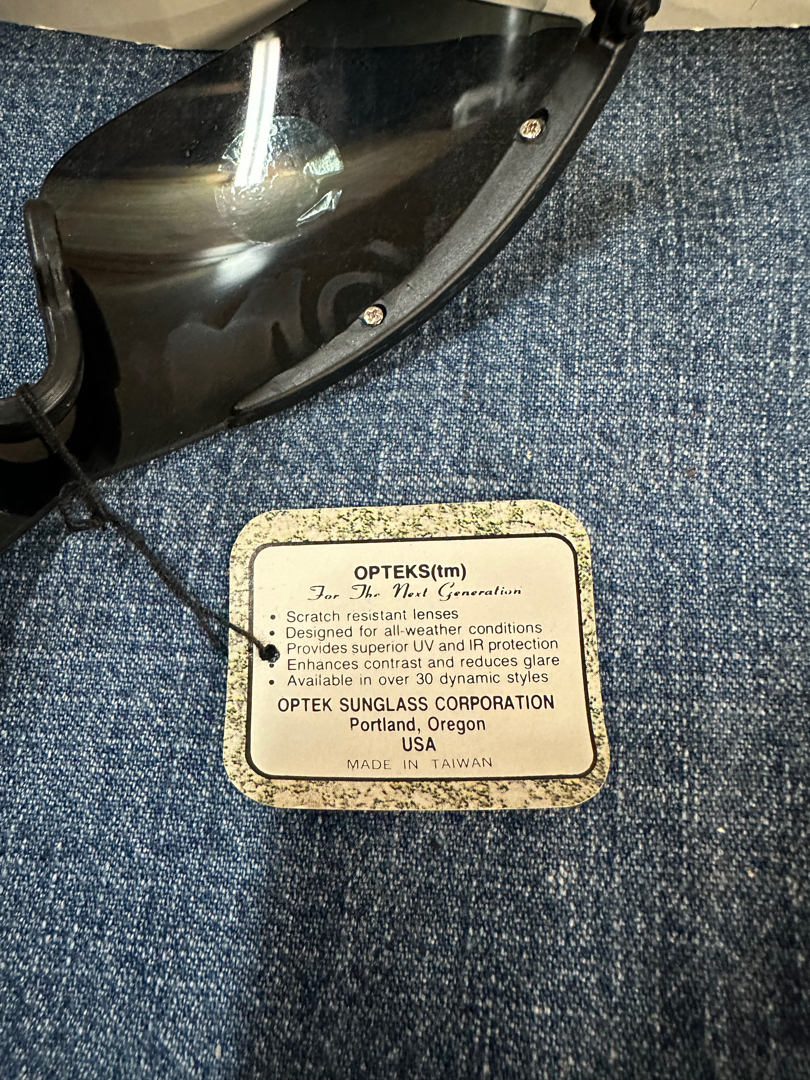 OPTEKS(tm)
For The Next Generation
• Scratch resistant lenses
• Designed for all-weather conditions
• Provides superior UV and IR protection
• Enhances contrast and reduces glare
• Available in over 30 dynamic styles
OPTEK SUNGLASS CORPORATION
Portland, Oregon
USA
MADE IN TAIWAN